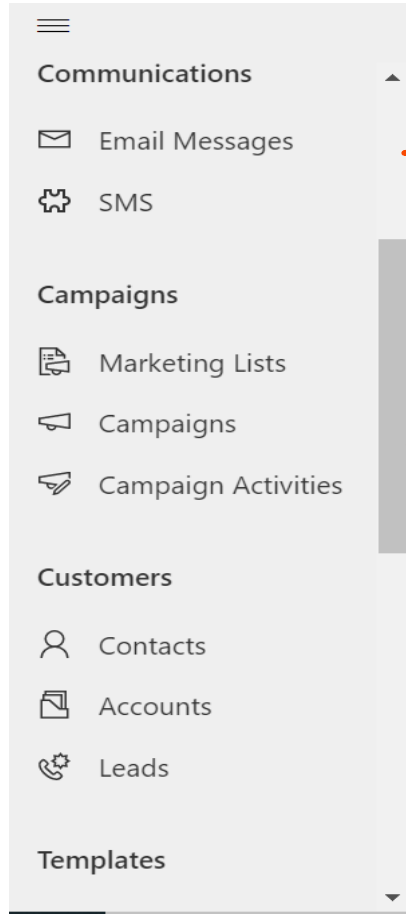 Communications
Email Messages
SMS
Campaigns
Marketing Lists
Campaigns
Campaign Activities
Customers
Contacts
Accounts
Leads
Templates